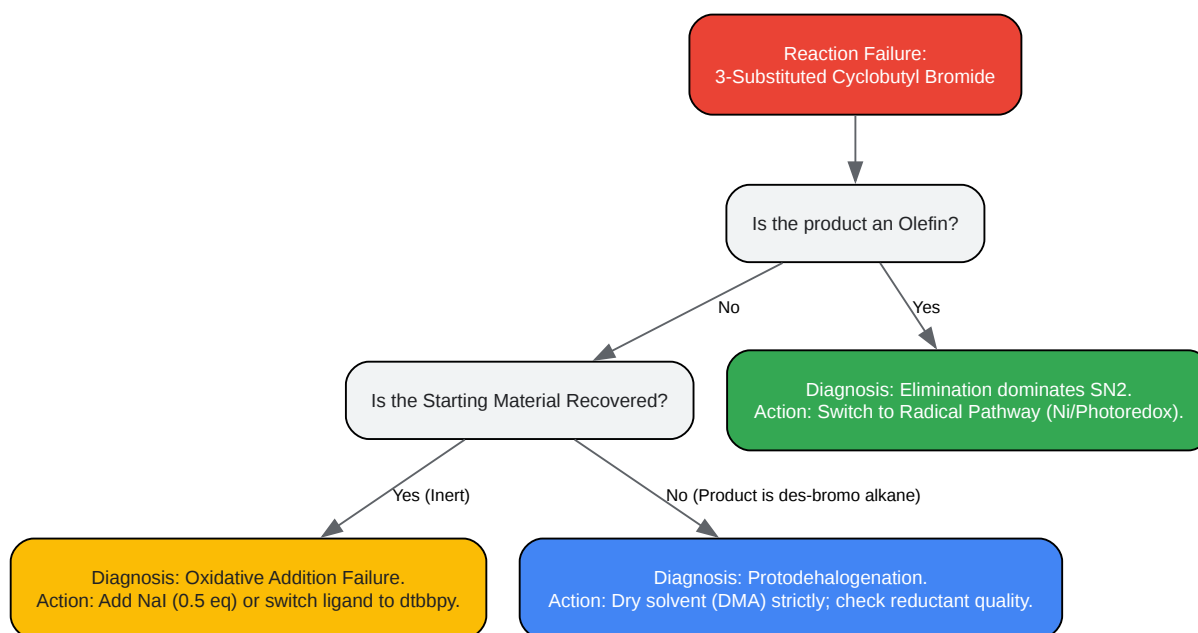 Reaction Failure:
3-Substituted Cyclobutyl Bromide
Is the product an Olefin?
No
Yes
Is the Starting Material Recovered?
Diagnosis: Elimination dominates SN2.
Action: Switch to Radical Pathway (Ni/Photoredox).
Yes (Inert)
No (Product is des-bromo alkane)
Diagnosis: Oxidative Addition Failure.
Action: Add NaI (0.5 eq) or switch ligand to dtbbpy.
Diagnosis: Protodehalogenation.
Action: Dry solvent (DMA) strictly; check reductant quality.